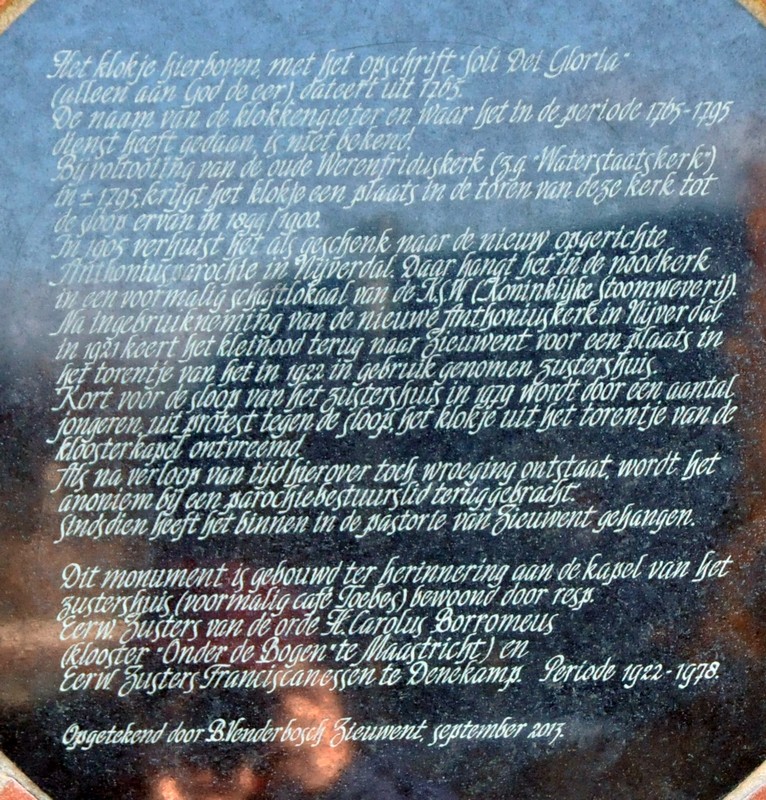 Het klokje hierboven, met het opschrift "Soli Dei Gloria"
(alleen aan God de eer) dateert uit 1765.
De naam van de klokkengieter en waar het in de periode 1765-1795
dienst heeft gedaan, is niet bekend.
Bij voltooiing van de oude Werenfriduskerk (z.g. "Waterstaatskerk")
in ± 1795, krijgt het klokje een plaats in de toren van deze kerk tot
de sloop ervan in 1899/1900.
In 1905 verhuist het als geschenk naar de nieuw opgerichte
Anthoniusparochie in Nijverdal. Daar hangt het in de noodkerk
in een voormalig schaftlokaal van de K.S.W. (Koninklijke Stoomweverij).
Na ingebruikneming van de nieuwe Anthoniuskerk in Nijverdal
in 1921 keert het kleinood terug naar Zieuwent voor een plaats in
het torentje van het in 1922 in gebruik genomen zustershuis.
Kort voor de sloop van het zustershuis in 1979 wordt door een aantal
jongeren, uit protest tegen de sloop, het klokje uit het torentje van de
kloosterkapel ontvreemd.
Als na verloop van tijd hierover toch wroeging ontstaat, wordt het
anoniem bij een parochiebestuurslid teruggebracht.
Sindsdien heeft het binnen in de pastorie van Zieuwent gehangen.
Dit monument is gebouwd ter herinnering aan de kapel van het
zustershuis (voormalig café Toebes) bewoond door resp.
Eerw. Zusters van de orde H. Carolus Borromeus
(klooster "Onder de Bogen" te Maastricht) en
Eerw. Zusters Franciscanessen te Denekamp. Periode 1922-1978.
Opgetekend door B. Venderbosch Zieuwent, september 2013.